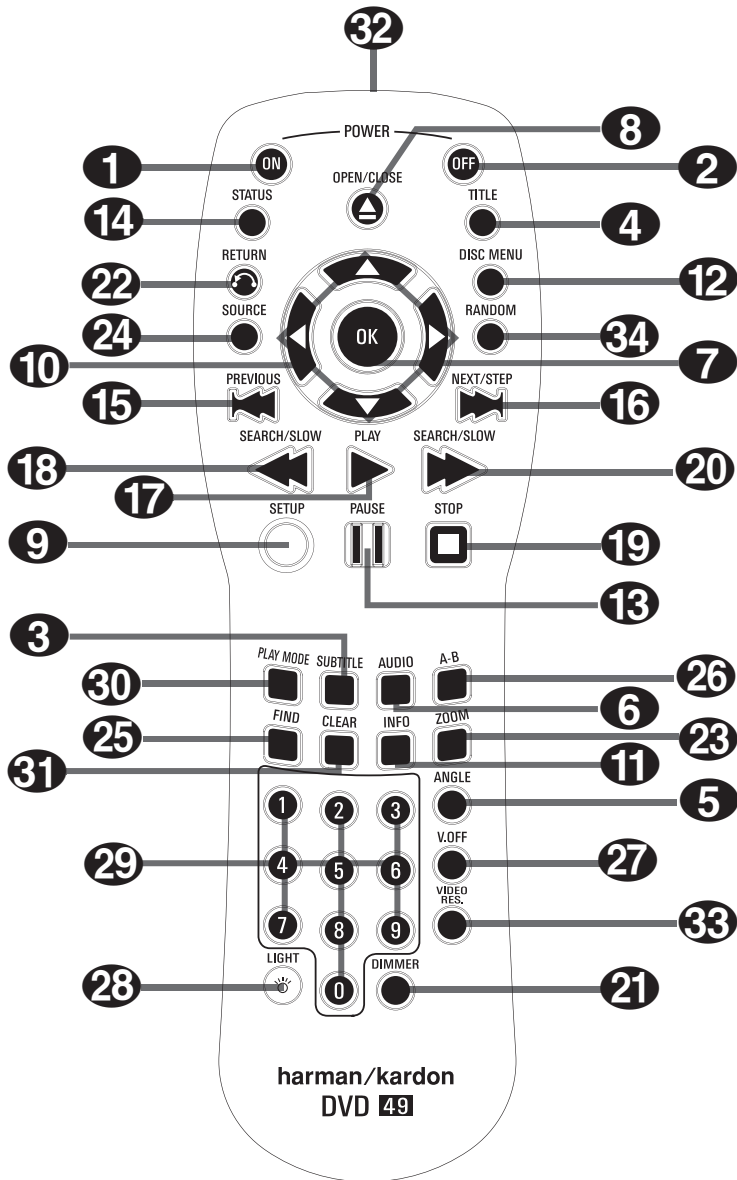 32
POWER
8
1
ON
OFF
2
OPEN/CLOSE
STATUS
TITLE
14
4
RETURN
DISC MENU
22
12
SOURCE
RANDOM
24
OK
34
10
7
PREVIOUS
NEXT/STEP
15
16
SEARCH/SLOW
PLAY
SEARCH/SLOW
18
17
20
SETUP
PAUSE
STOP
9
19
13
3
PLAY MODE
SUBTITLE
AUDIO
A-B
30
26
6
FIND
CLEAR
INFO
ZOOM
25
23
31
11
ANGLE
1
2
3
5
V.OFF
29
4
5
6
27
VIDEO
RES.
7
8
9
33
LIGHT
DIMMER
28
0
21
harman/kardon
DVD 49